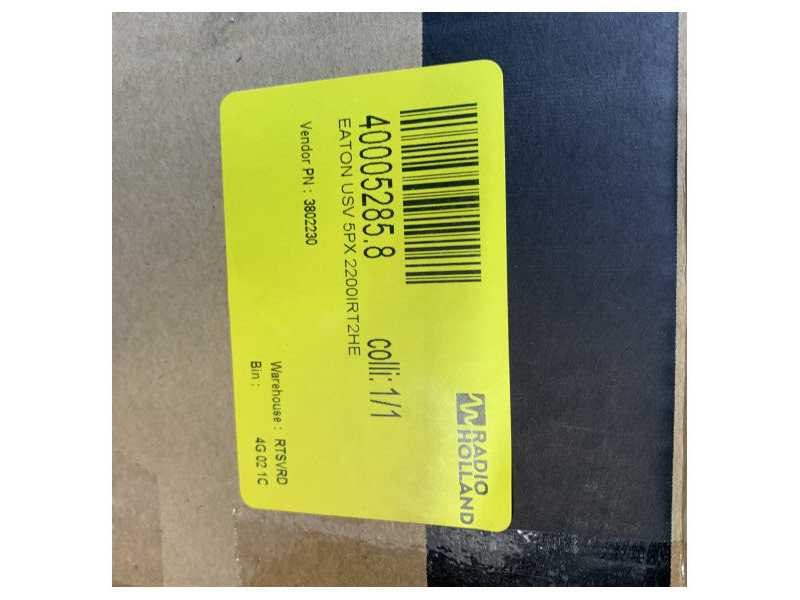 RADIO
HOLLAND
40005285.8 colli: 1/1
EATON USV 5PX 2200IRT2HE
Vendor PN : 3802230
Warehouse : RTSVRD
Bin : 4G 02 1C